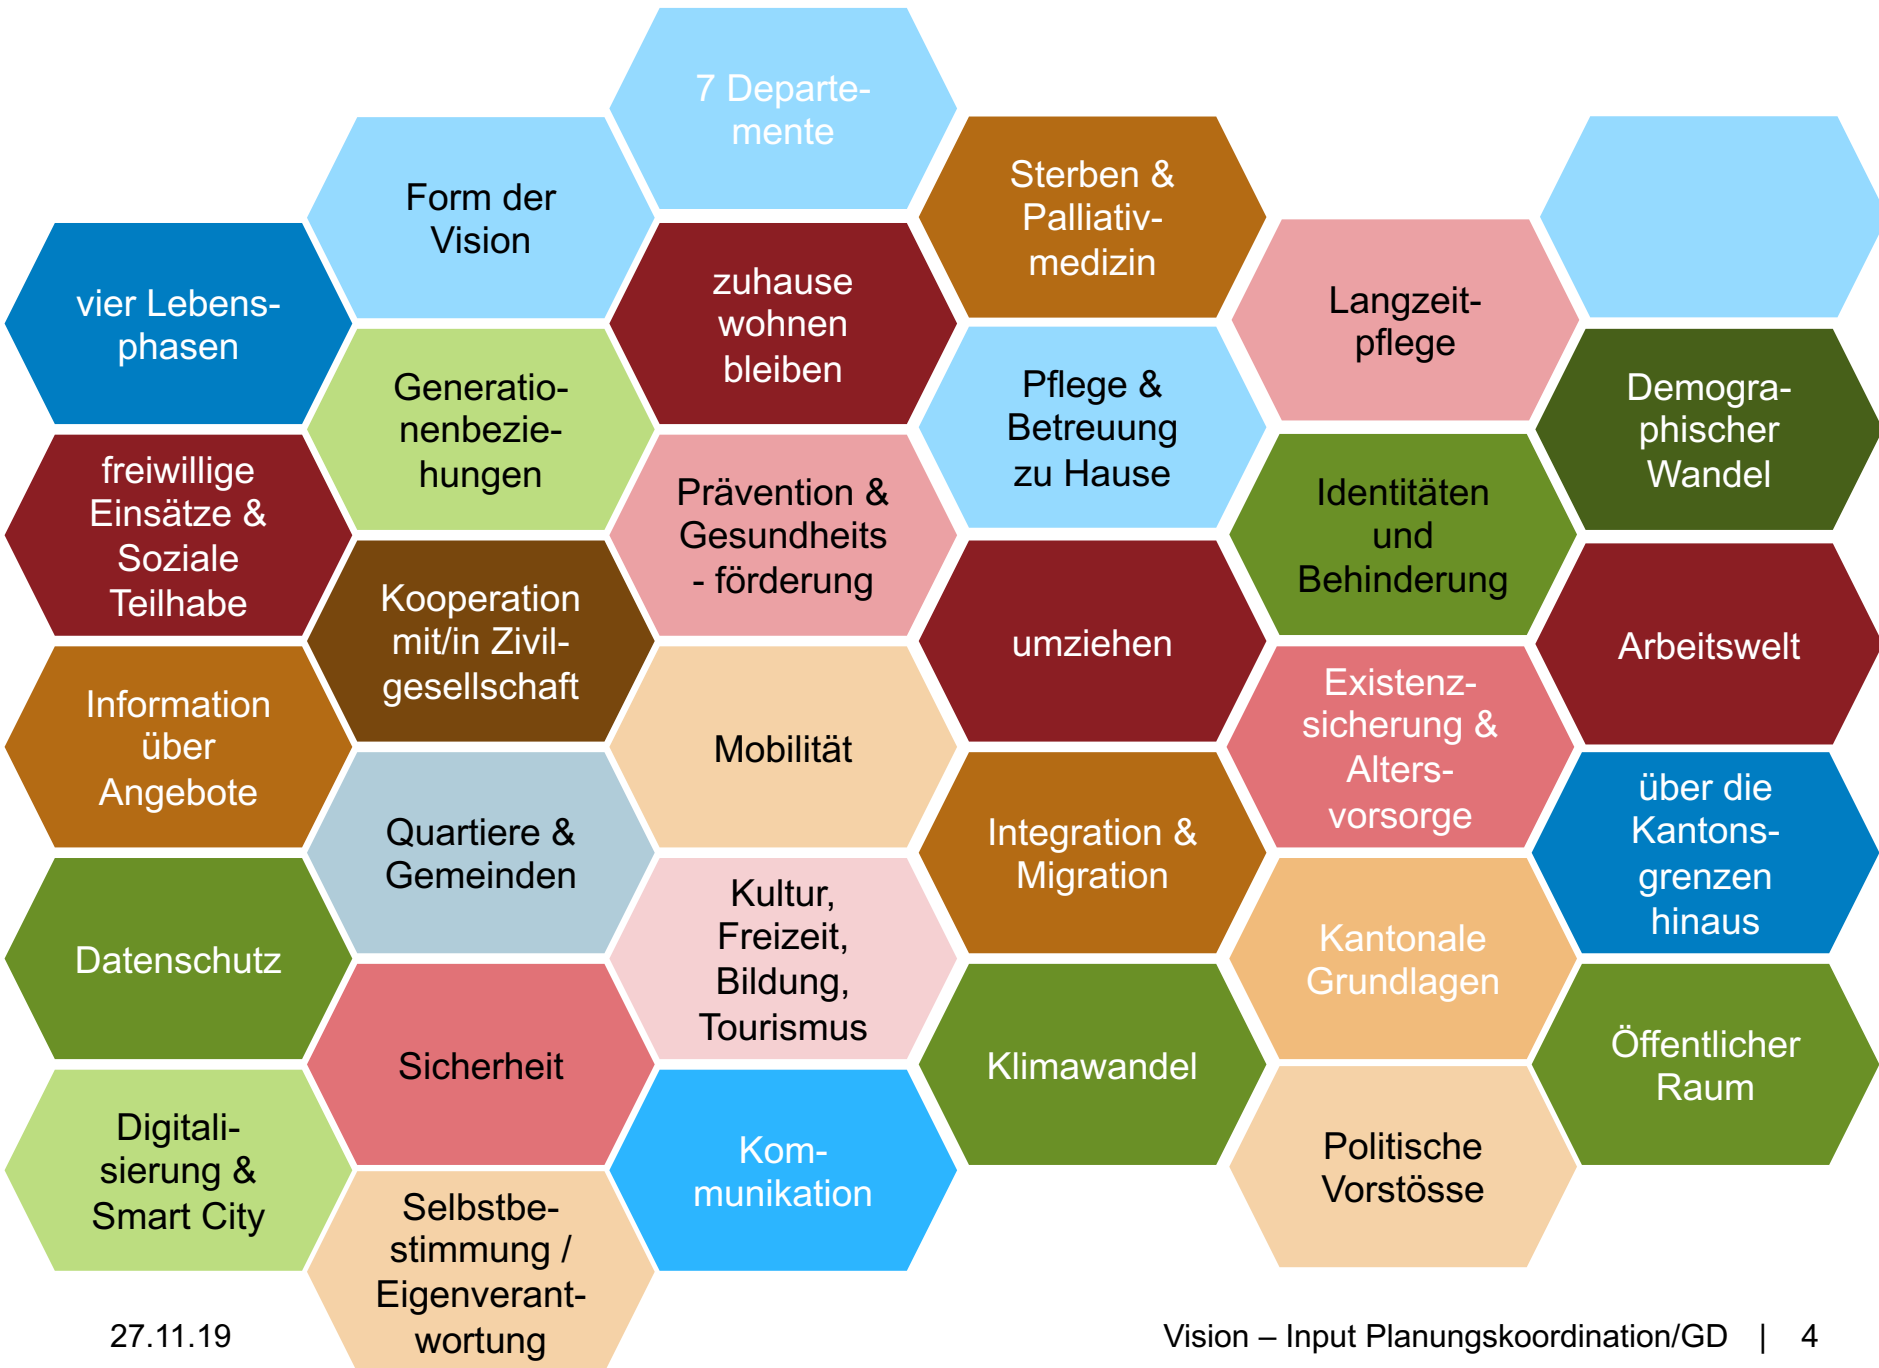 7 Departe-
mente
Form der
Vision
Sterben &
Palliativ-
medizin
vier Lebens-
phasen
zuhause
wohnen
bleiben
Langzeit-
pflege
Generatio-
nenbezie-
hungen
Pflege &
Betreuung
zu Hause
Demogra-
phischer
Wandel
freiwillige
Einsätze &
Soziale
Teilhabe
Prävention &
Gesundheits
- förderung
Identitäten
und
Behinderung
Kooperation
mit/in Zivil-
gesellschaft
umziehen
Arbeitswelt
Information
über
Angebote
Mobilität
Existenz-
sicherung &
Alters-
vorsorge
Quartiere &
Gemeinden
Integration &
Migration
über die
Kantons-
grenzen
hinaus
Datenschutz
Kultur,
Freizeit,
Bildung,
Tourismus
Kantonale
Grundlagen
Sicherheit
Klimawandel
Öffentlicher
Raum
Digitali-
sierung &
Smart City
Kom-
munikation
Politische
Vorstösse
Selbstbe-
stimmung /
Eigenverant-
wortung
27.11.19
Vision – Input Planungskoordination/GD | 4